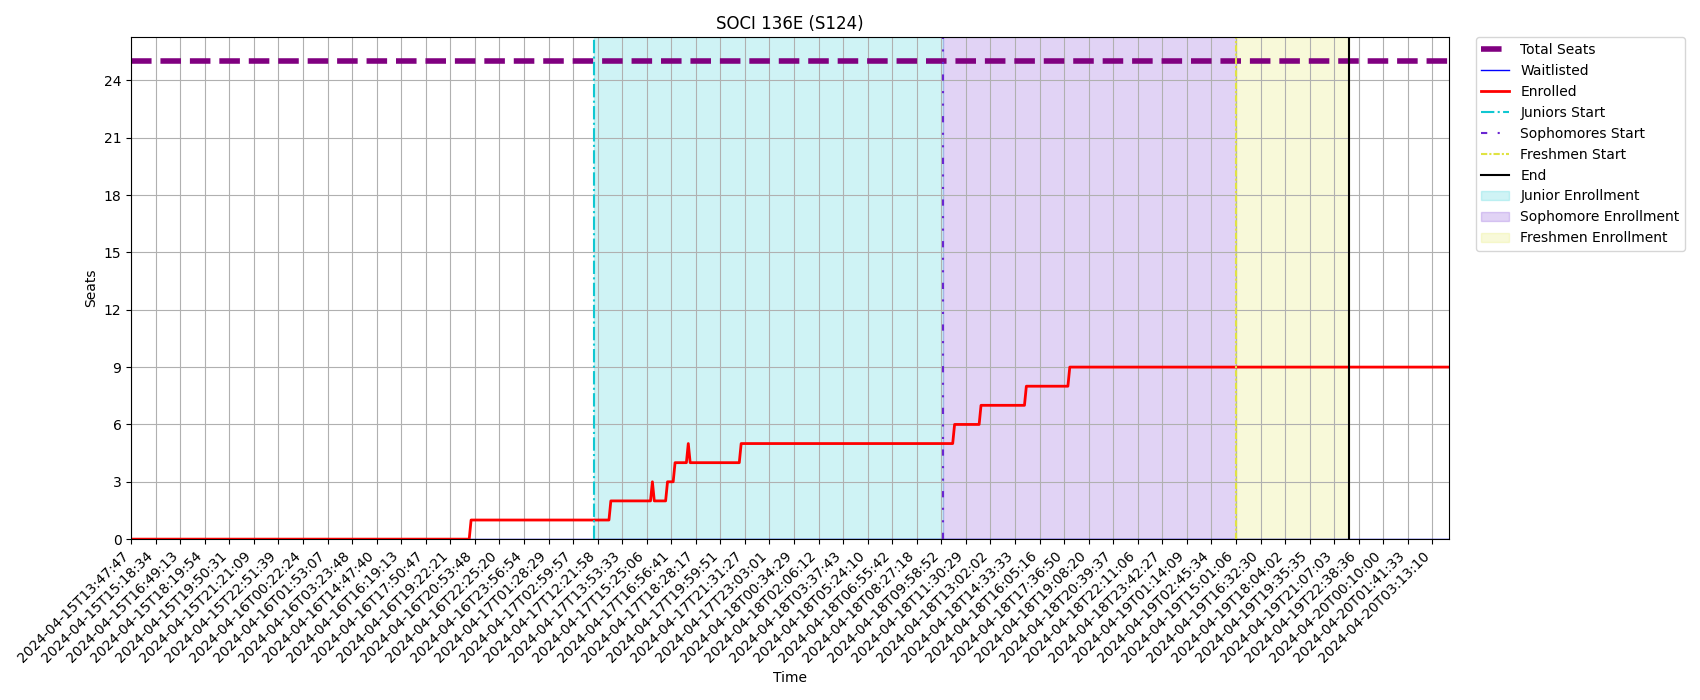 SOCI 136E (S124)
Total Seats
Waitlisted
Enrolled
Juniors Start
Sophomores Start
Freshmen Start
End
Junior Enrollment
Sophomore Enrollment
Freshmen Enrollment
Seats
24
21
18
15
12
9
6
3
0
2024-04-15T13:47:47
2024-04-15T15:18:34
2024-04-15T16:49:13
2024-04-15T18:19:54
2024-04-15T19:50:31
2024-04-15T21:21:09
2024-04-15T22:51:39
2024-04-16T00:22:24
2024-04-16T01:53:07
2024-04-16T03:23:48
2024-04-16T14:47:40
2024-04-16T16:19:13
2024-04-16T17:50:47
2024-04-16T19:22:21
2024-04-16T20:53:48
2024-04-16T22:25:20
2024-04-16T23:56:54
2024-04-17T01:28:29
2024-04-17T02:59:57
2024-04-17T12:21:58
2024-04-17T13:53:33
2024-04-17T15:25:06
2024-04-17T16:56:41
2024-04-17T18:28:17
2024-04-17T19:59:51
2024-04-17T21:31:27
2024-04-17T23:03:01
2024-04-18T00:34:29
2024-04-18T02:06:12
2024-04-18T03:37:43
2024-04-18T05:24:10
2024-04-18T06:55:42
2024-04-18T08:27:18
2024-04-18T09:58:52
2024-04-18T11:30:29
2024-04-18T13:02:02
2024-04-18T14:33:33
2024-04-18T16:05:16
2024-04-18T17:36:50
2024-04-18T19:08:20
2024-04-18T20:39:37
2024-04-18T22:11:06
2024-04-18T23:42:27
2024-04-19T01:14:09
2024-04-19T02:45:34
2024-04-19T15:01:06
2024-04-19T16:32:30
2024-04-19T18:04:02
2024-04-19T19:35:35
2024-04-19T21:07:03
2024-04-19T22:38:36
2024-04-20T00:10:00
2024-04-20T01:41:33
2024-04-20T03:13:10
Time